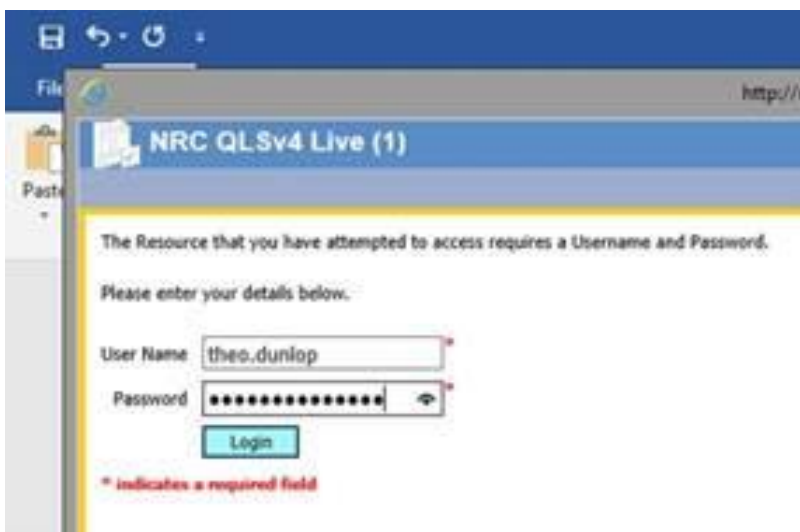 File
http://
NRC QLSv4 Live (1)
Paste
The Resource that you have attempted to access requires a Username and Password.
Please enter your details below.
User Name theo.dunlop*
Password ••••••••••••••*
Login
* indicates a required field